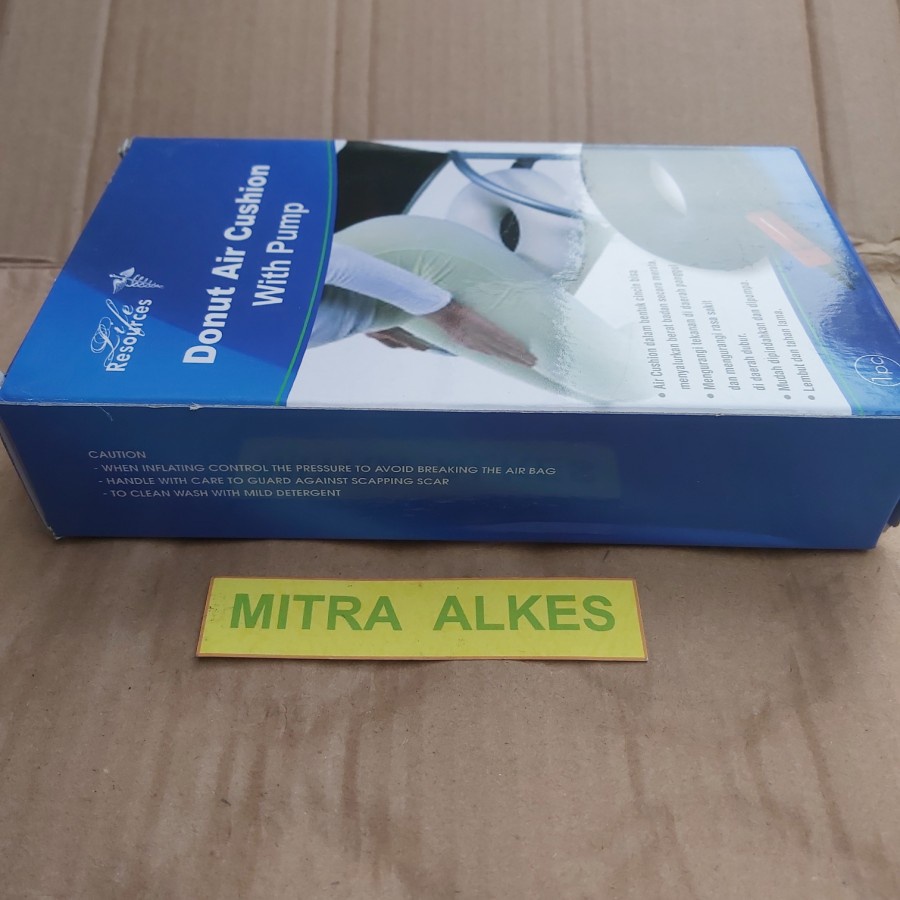 Life
Resources
Donut Air Cushion
With Pump
• Air Cushion dalam bentuk cincin bisa
menyalurkan berat badan secara merata.
• Mengurangi tekanan di daerah panggul
dan mengurangi rasa sakit
di daerah dubur.
• Mudah dipindahkan dan dipompa.
• Lembut dan tahan lama.
1pc
CAUTION
- WHEN INFLATING CONTROL THE PRESSURE TO AVOID BREAKING THE AIR BAG
- HANDLE WITH CARE TO GUARD AGAINST SCAPPING SCAR
- TO CLEAN WASH WITH MILD DETERGENT
MITRA ALKES